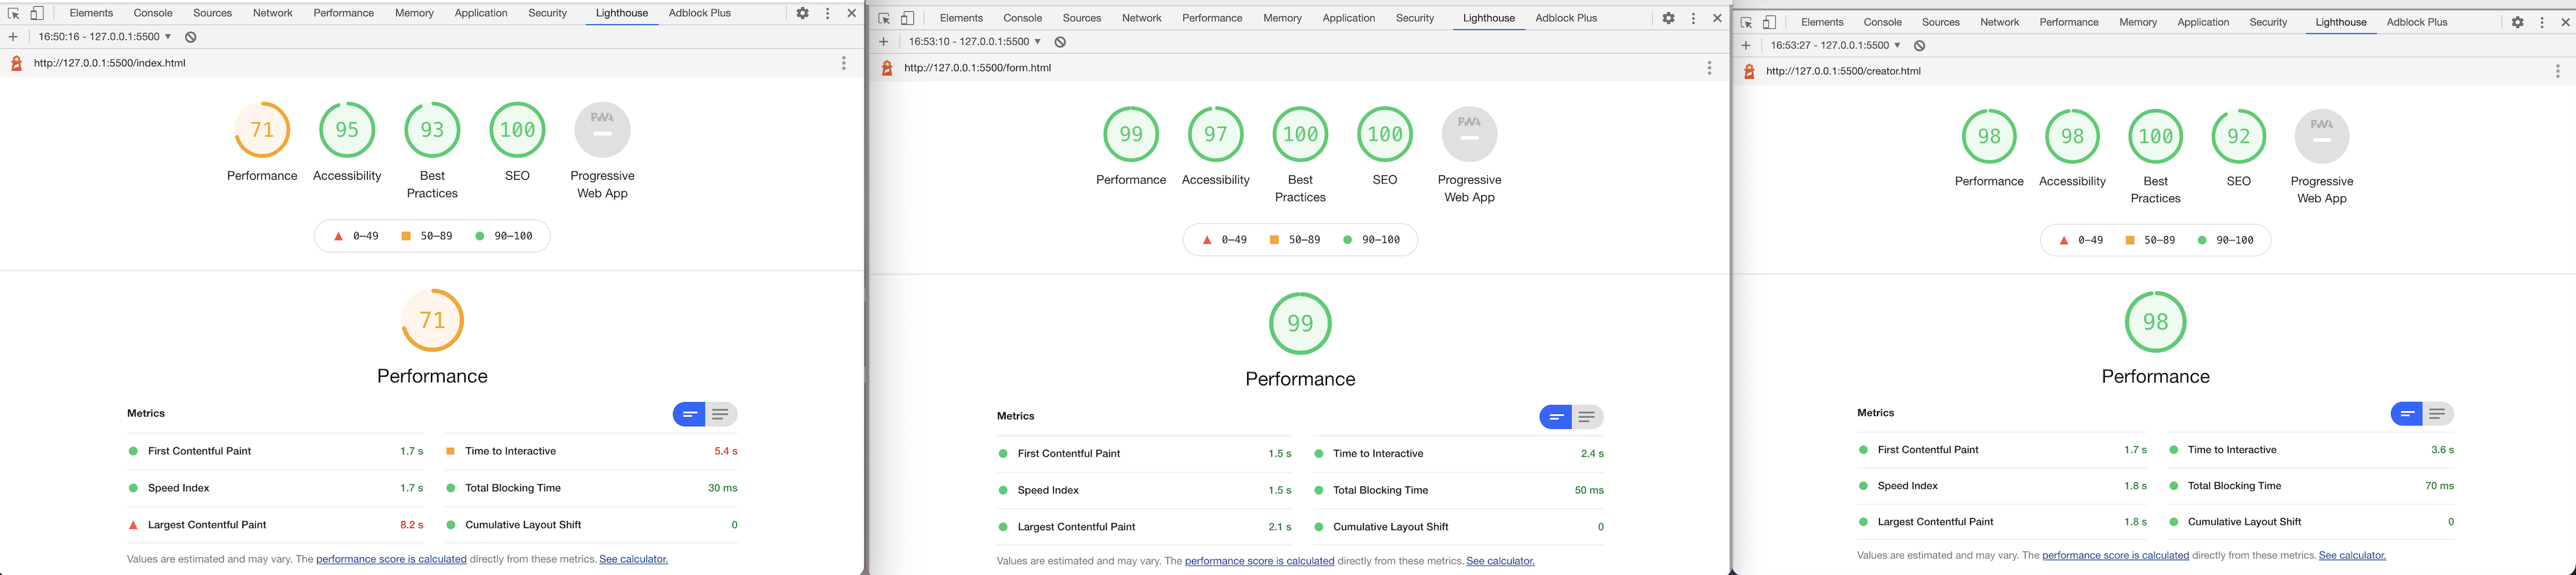 Elements Console Sources Network Performance Memory Application Security Lighthouse Adblock Plus
16:50:16 - 127.0.0.1:5500
http://127.0.0.1:5500/index.html
71 95 93 100 PWA
Performance Accessibility Best Practices SEO Progressive Web App
0–49 50–89 90–100
71
Performance
Metrics
First Contentful Paint 1.7 s Time to Interactive 5.4 s
Speed Index 1.7 s Total Blocking Time 30 ms
Largest Contentful Paint 8.2 s Cumulative Layout Shift 0
Values are estimated and may vary. The performance score is calculated directly from these metrics. See calculator.
Elements Console Sources Network Performance Memory Application Security Lighthouse Adblock Plus
16:53:10 - 127.0.0.1:5500
http://127.0.0.1:5500/form.html
99 97 100 100 PWA
Performance Accessibility Best Practices SEO Progressive Web App
0–49 50–89 90–100
99
Performance
Metrics
First Contentful Paint 1.5 s Time to Interactive 2.4 s
Speed Index 1.5 s Total Blocking Time 50 ms
Largest Contentful Paint 2.1 s Cumulative Layout Shift 0
Values are estimated and may vary. The performance score is calculated directly from these metrics. See calculator.
Elements Console Sources Network Performance Memory Application Security Lighthouse Adblock Plus
16:53:27 - 127.0.0.1:5500
http://127.0.0.1:5500/creator.html
98 98 100 92 PWA
Performance Accessibility Best Practices SEO Progressive Web App
0–49 50–89 90–100
98
Performance
Metrics
First Contentful Paint 1.7 s Time to Interactive 3.6 s
Speed Index 1.8 s Total Blocking Time 70 ms
Largest Contentful Paint 1.8 s Cumulative Layout Shift 0
Values are estimated and may vary. The performance score is calculated directly from these metrics. See calculator.